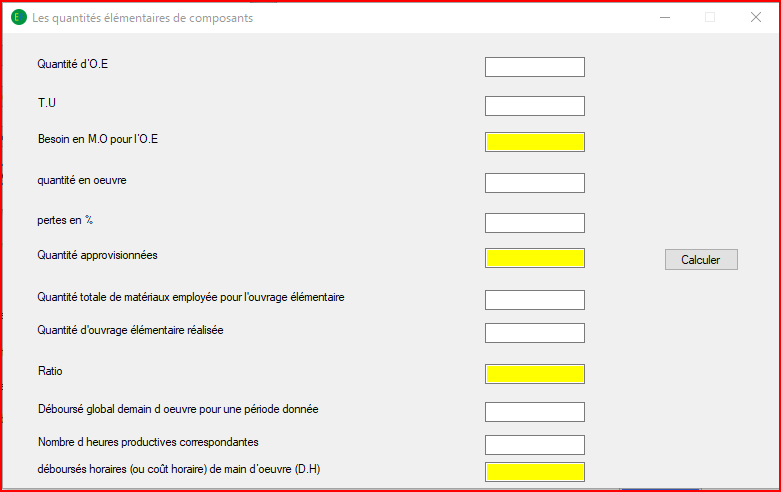 E Les quantités élémentaires de composants
Quantité d'O.E
T.U
Besoin en M.O pour l'O.E
quantité en oeuvre
pertes en %
Quantité approvisionnées
Calculer
Quantité totale de matériaux employée pour l'ouvrage élémentaire
Quantité d'ouvrage élémentaire réalisée
Ratio
Déboursé global demain d oeuvre pour une période donnée
Nombre d heures productives correspondantes
déboursés horaires (ou coût horaire) de main d'oeuvre (D.H)